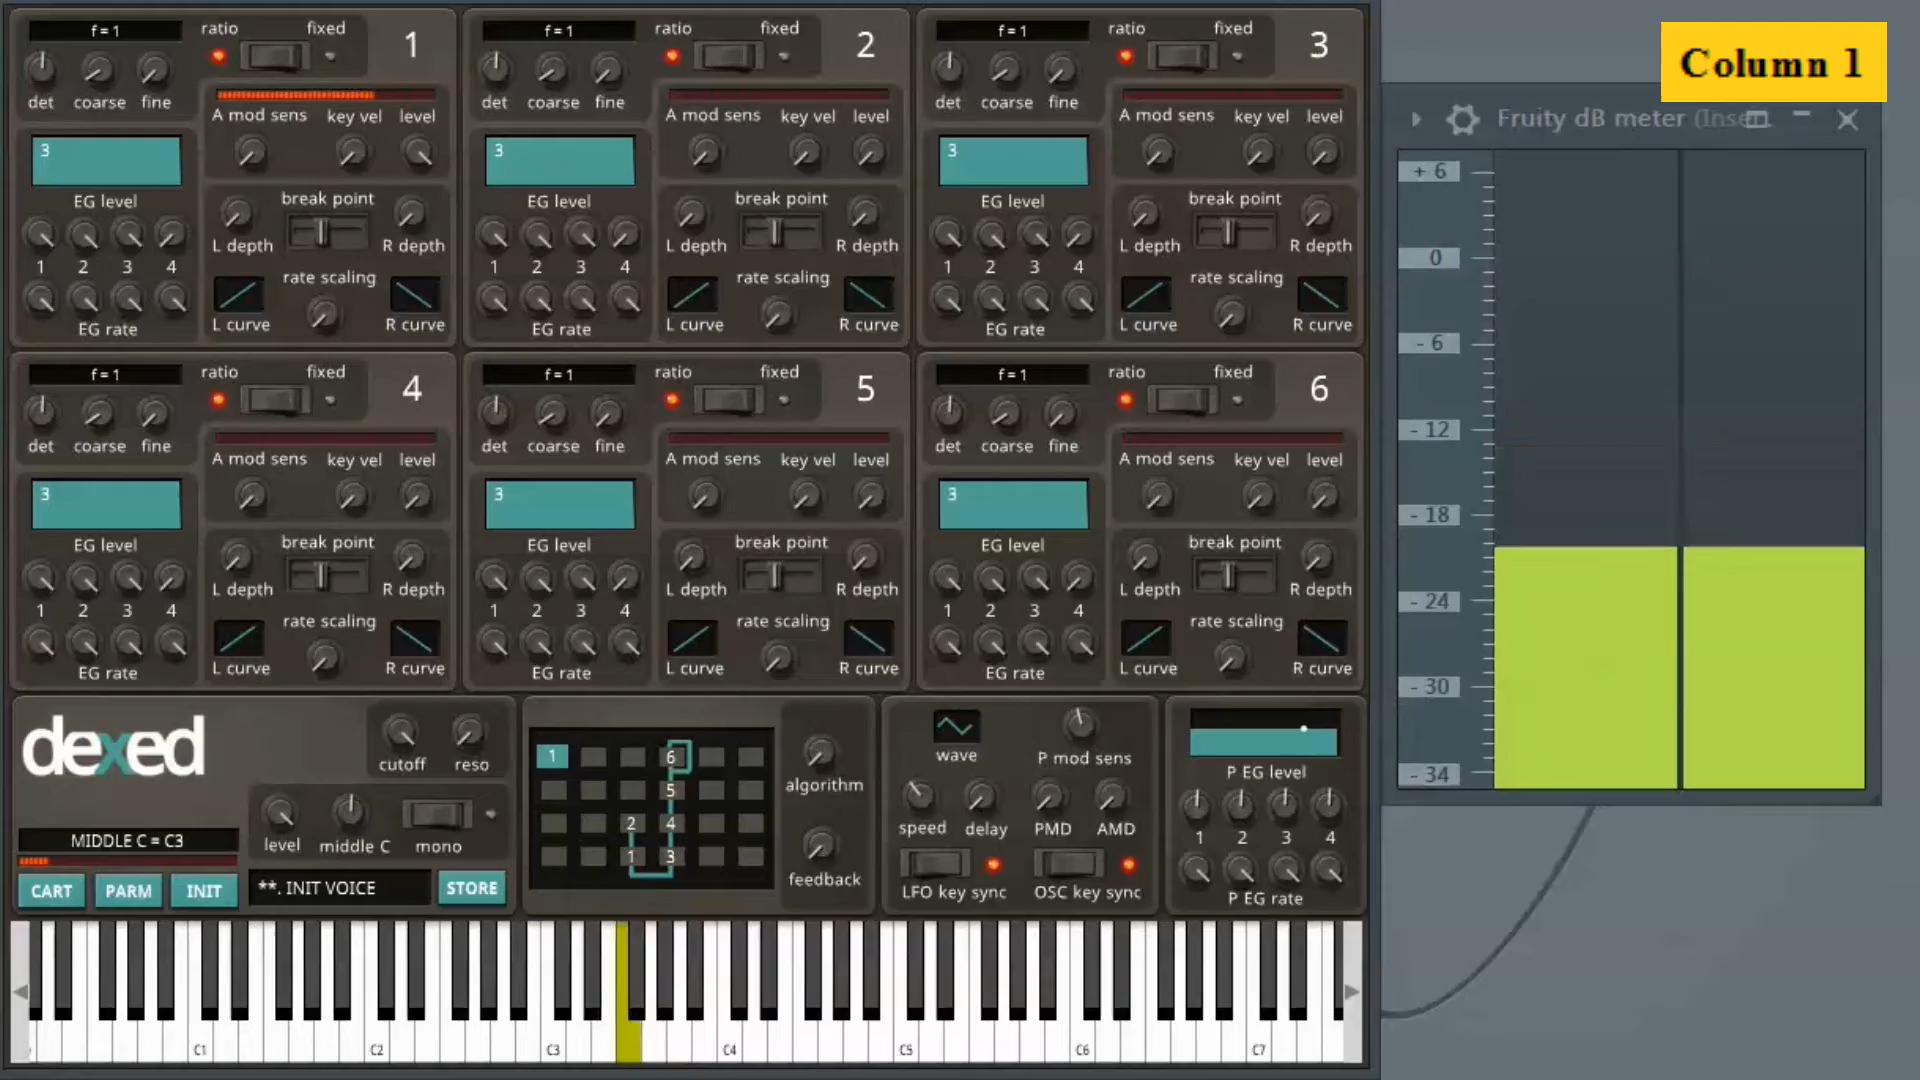 Column 1
f = 1 ratio fixed 1
det coarse fine
A mod sens key vel level
3
EG level
break point
L depth R depth
1 2 3 4
rate scaling
EG rate
L curve R curve
f = 1 ratio fixed 2
det coarse fine
A mod sens key vel level
3
EG level
break point
L depth R depth
1 2 3 4
rate scaling
EG rate
L curve R curve
f = 1 ratio fixed 3
det coarse fine
A mod sens key vel level
3
EG level
break point
L depth R depth
1 2 3 4
rate scaling
EG rate
L curve R curve
f = 1 ratio fixed 4
det coarse fine
A mod sens key vel level
3
EG level
break point
L depth R depth
1 2 3 4
rate scaling
EG rate
L curve R curve
f = 1 ratio fixed 5
det coarse fine
A mod sens key vel level
3
EG level
break point
L depth R depth
1 2 3 4
rate scaling
EG rate
L curve R curve
f = 1 ratio fixed 6
det coarse fine
A mod sens key vel level
3
EG level
break point
L depth R depth
1 2 3 4
rate scaling
EG rate
L curve R curve
dexed
cutoff reso
level middle C mono
MIDDLE C = C3
CART PARM INIT **. INIT VOICE STORE
1 6
5
2 4
1 3
algorithm
feedback
wave P mod sens
speed delay PMD AMD
LFO key sync OSC key sync
P EG level
1 2 3 4
P EG rate
C1 C2 C3 C4 C5 C6 C7
Fruity dB meter (Inser
+ 6
0
- 6
- 12
- 18
- 24
- 30
- 34